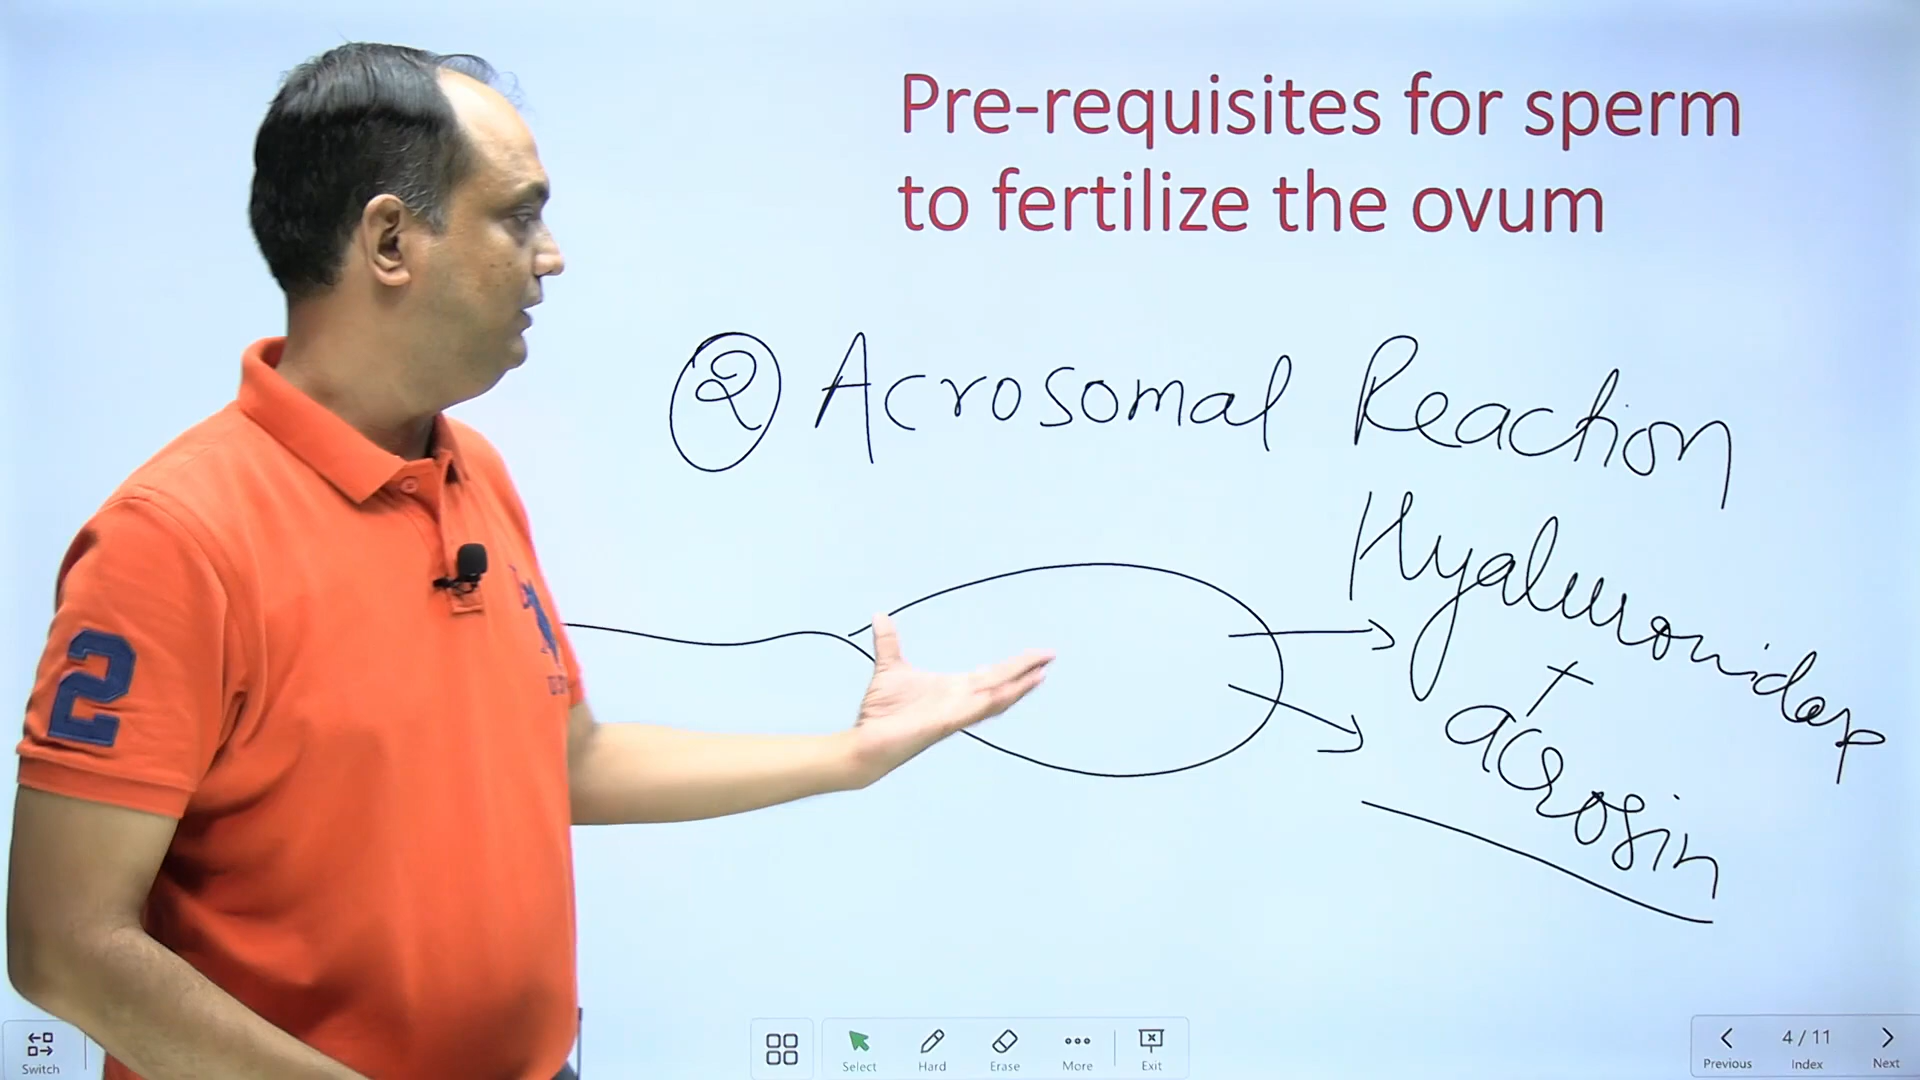 Pre-requisites for sperm
to fertilize the ovum
2 Acrosomal Reaction
Hyaluronidase
+
acrosin
2
Switch
Select
Hard
Erase
More
Exit
Previous
4 / 11
Index
Next